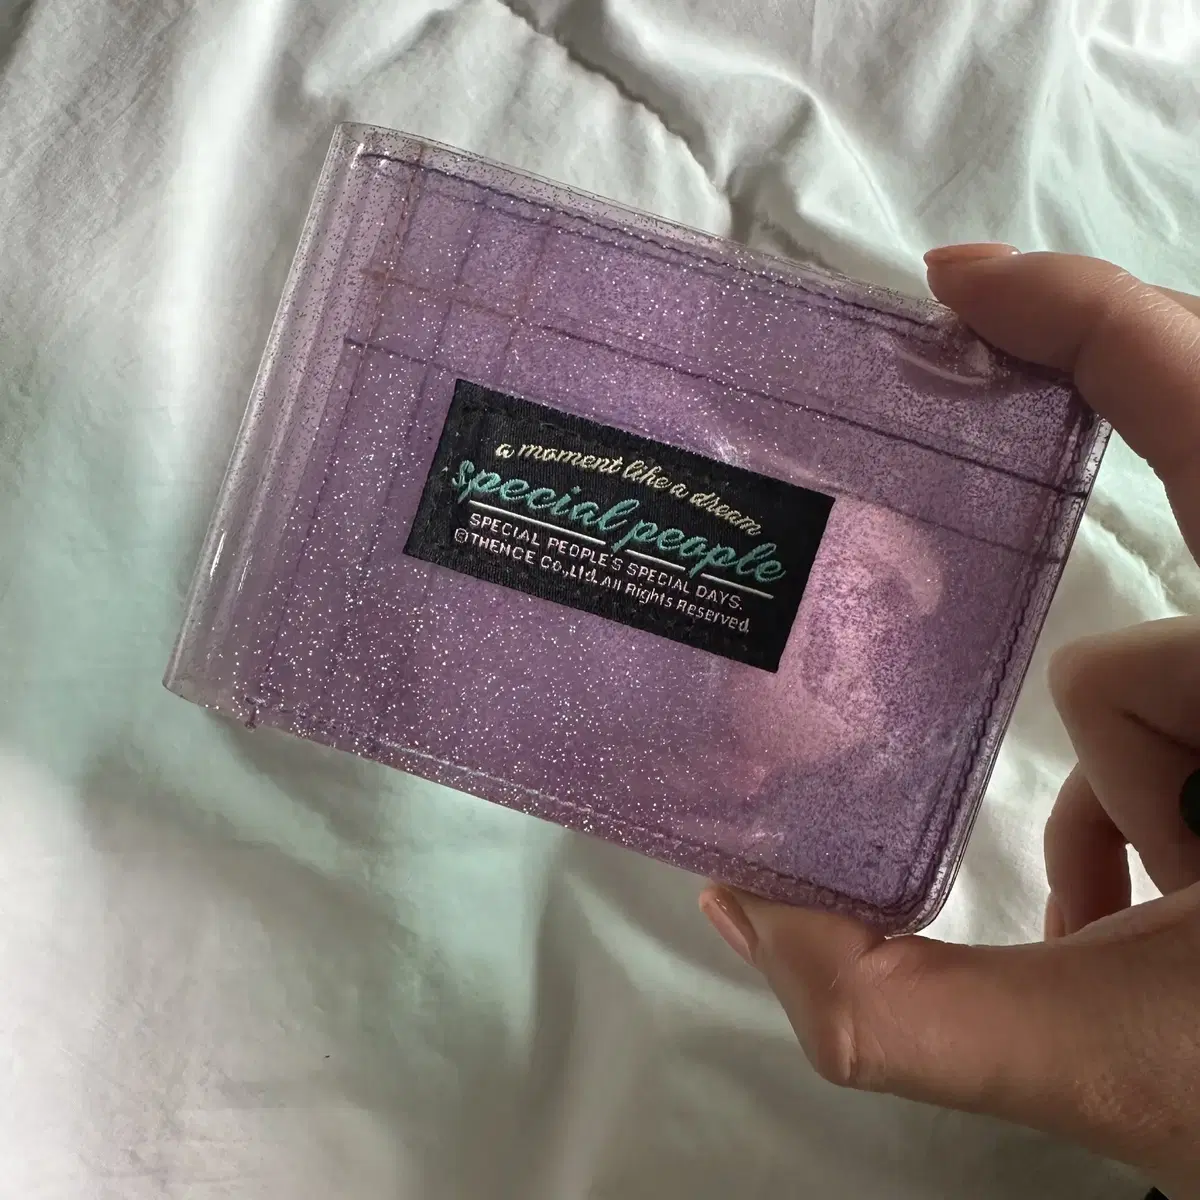 a moment like a dream
special people
SPECIAL PEOPLE'S SPECIAL DAYS.
©THENCE Co.,Ltd. All Rights Reserved